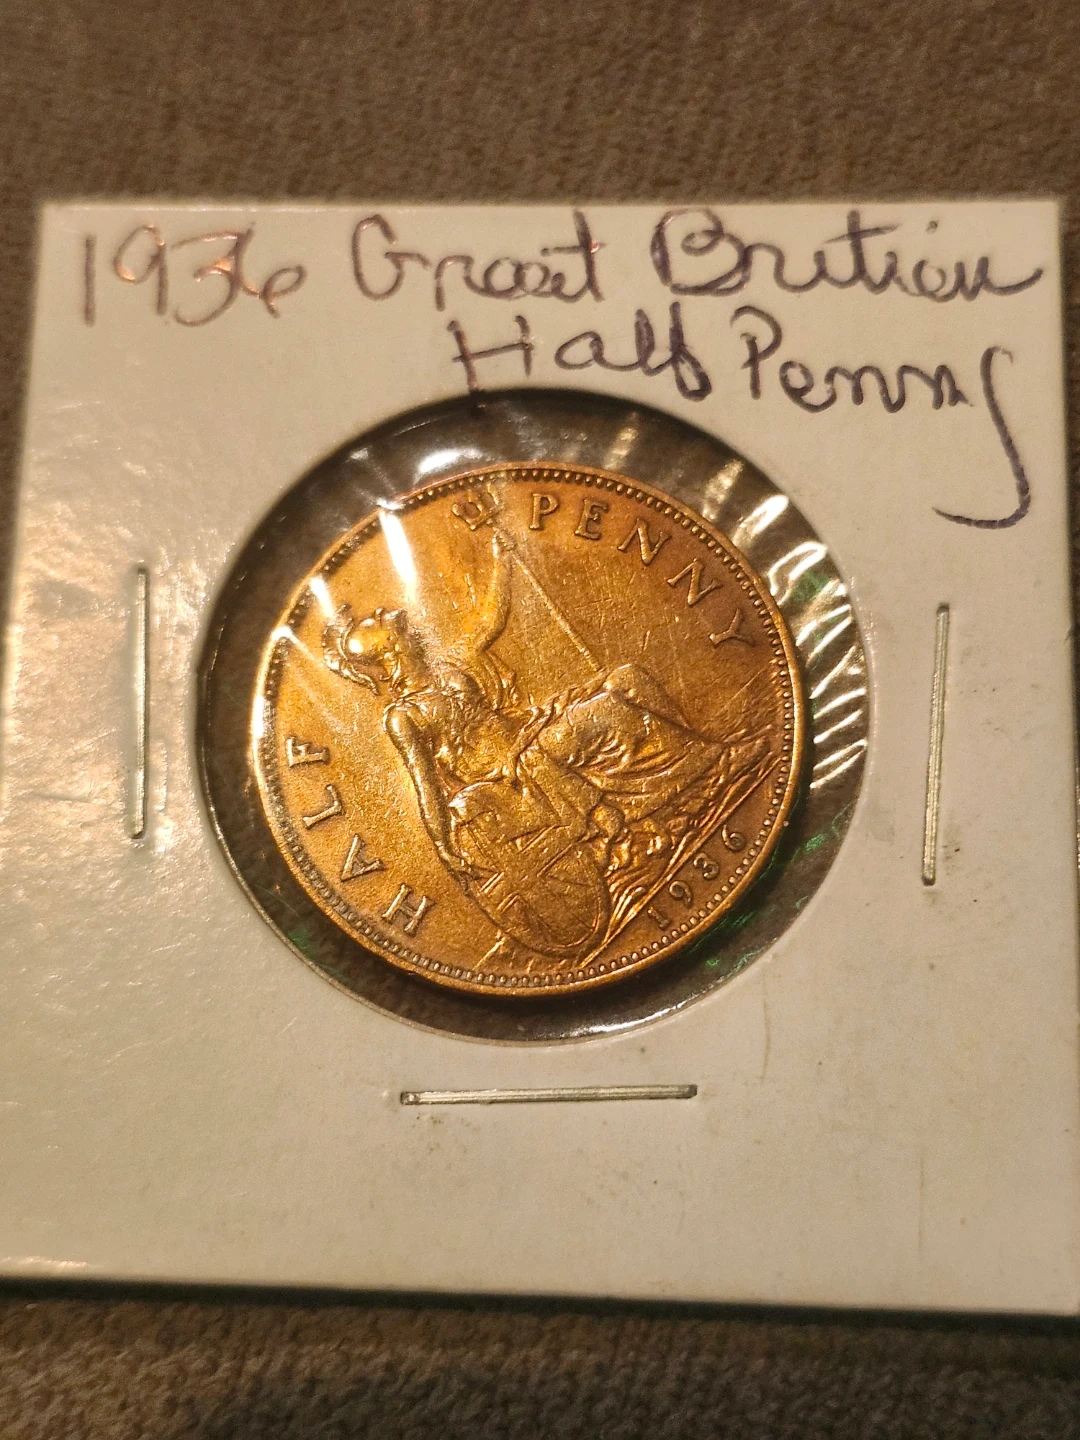 1936 Great Britian
Half Penny
HALF PENNY
1936